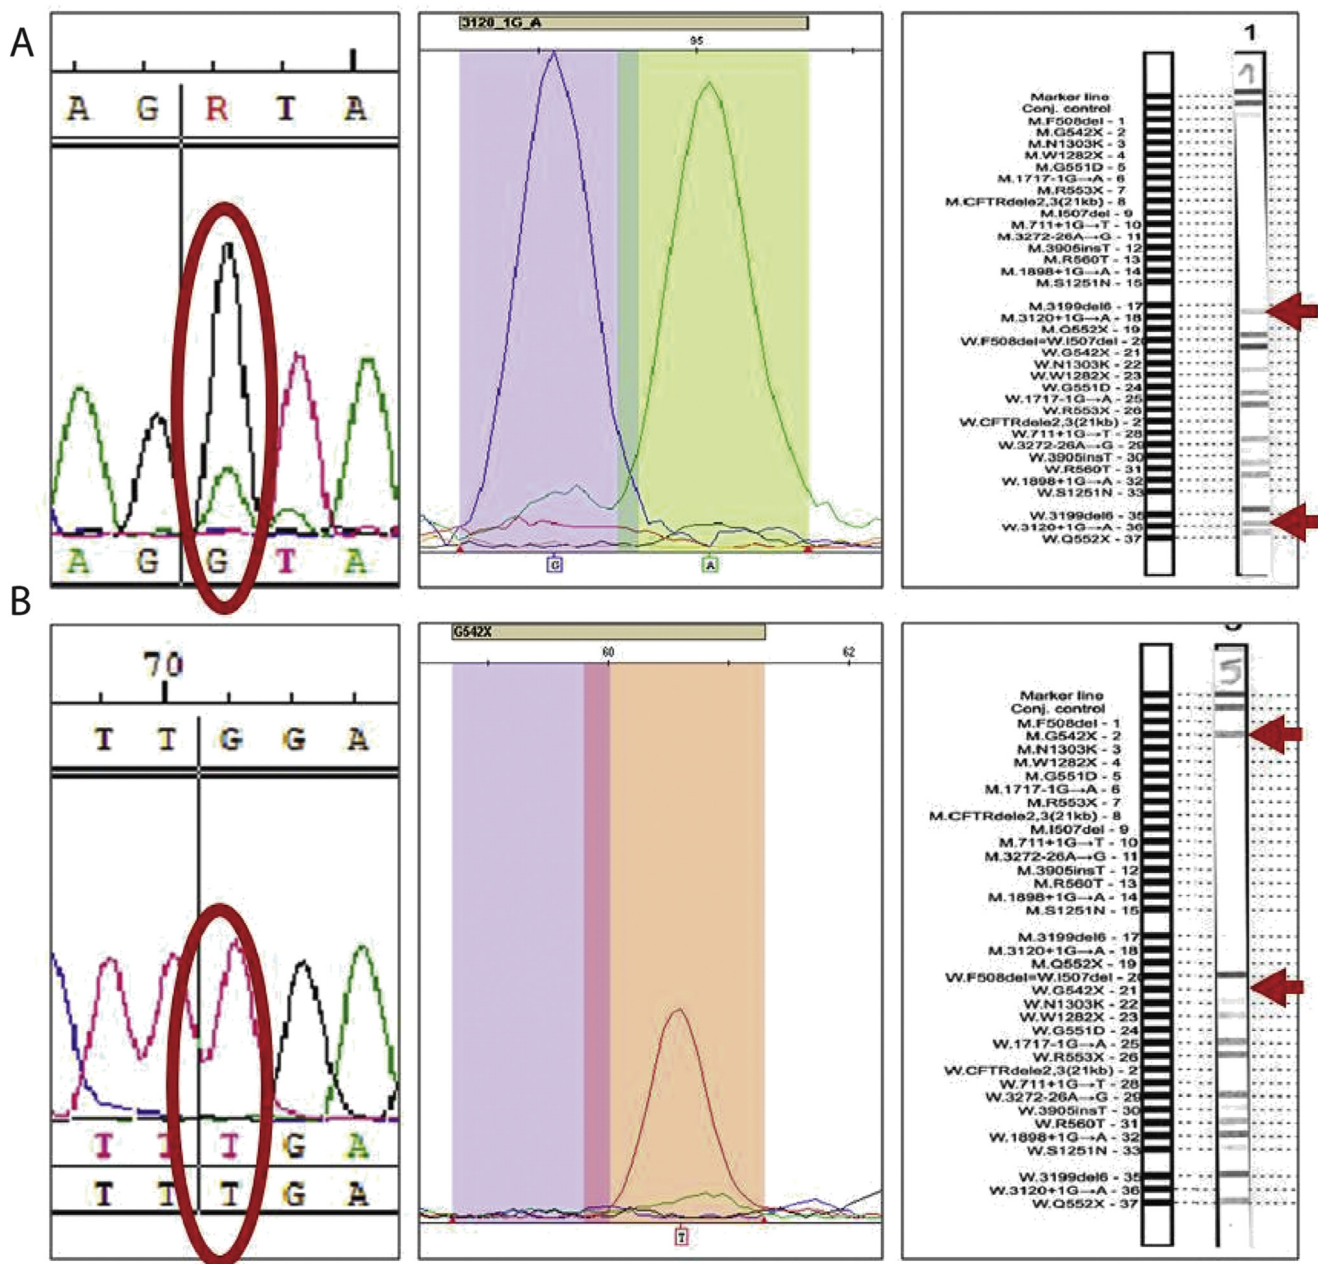 A
A G R T A
A G G T A
3120_1G_A
95
G
A
1
1
Marker line
Conj. control
M.F508del - 1
M.G542X - 2
M.N1303K - 3
M.W1282X - 4
M.G551D - 5
M.1717-1G→A - 6
M.R553X - 7
M.CFTRdele2,3(21kb) - 8
M.I507del - 9
M.711+1G→T - 10
M.3272-26A→G - 11
M.3905insT - 12
M.R560T - 13
M.1898+1G→A - 14
M.S1251N - 15
M.3199del6 - 17
M.3120+1G→A - 18
M.Q552X - 19
W.F508del=W.I507del - 20
W.G542X - 21
W.N1303K - 22
W.W1282X - 23
W.G551D - 24
W.1717-1G→A - 25
W.R553X - 26
W.CFTRdele2,3(21kb) - 2
W.711+1G→T - 28
W.3272-26A→G - 29
W.3905insT - 30
W.R560T - 31
W.1898+1G→A - 32
W.S1251N - 33
W.3199del6 - 35
W.3120+1G→A - 36
W.Q552X - 37
B
70
T T G G A
T T T G A
T T T G A
G542X
60 62
T
5
Marker line
Conj. control
M.F508del - 1
M.G542X - 2
M.N1303K - 3
M.W1282X - 4
M.G551D - 5
M.1717-1G→A - 6
M.R553X - 7
M.CFTRdele2,3(21kb) - 8
M.I507del - 9
M.711+1G→T - 10
M.3272-26A→G - 11
M.3905insT - 12
M.R560T - 13
M.1898+1G→A - 14
M.S1251N - 15
M.3199del6 - 17
M.3120+1G→A - 18
M.Q552X - 19
W.F508del=W.I507del - 20
W.G542X - 21
W.N1303K - 22
W.W1282X - 23
W.G551D - 24
W.1717-1G→A - 25
W.R553X - 26
W.CFTRdele2,3(21kb) - 2
W.711+1G→T - 28
W.3272-26A→G - 29
W.3905insT - 30
W.R560T - 31
W.1898+1G→A - 32
W.S1251N - 33
W.3199del6 - 35
W.3120+1G→A - 36
W.Q552X - 37